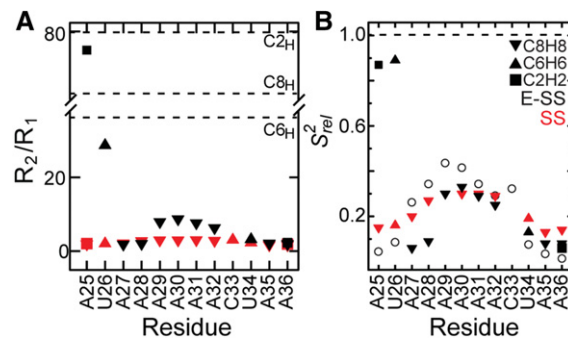 A
80
C2H
C8H
C6H
20
0
R2/R1
A25
U26
A27
A28
A29
A30
A31
A32
C33
U34
A35
A36
Residue
B
1.0
0.6
0.2
S2rel
C8H8
C6H6
C2H2
E-SS
SS
A25
U26
A27
A28
A29
A30
A31
A32
C33
U34
A35
A36
Residue